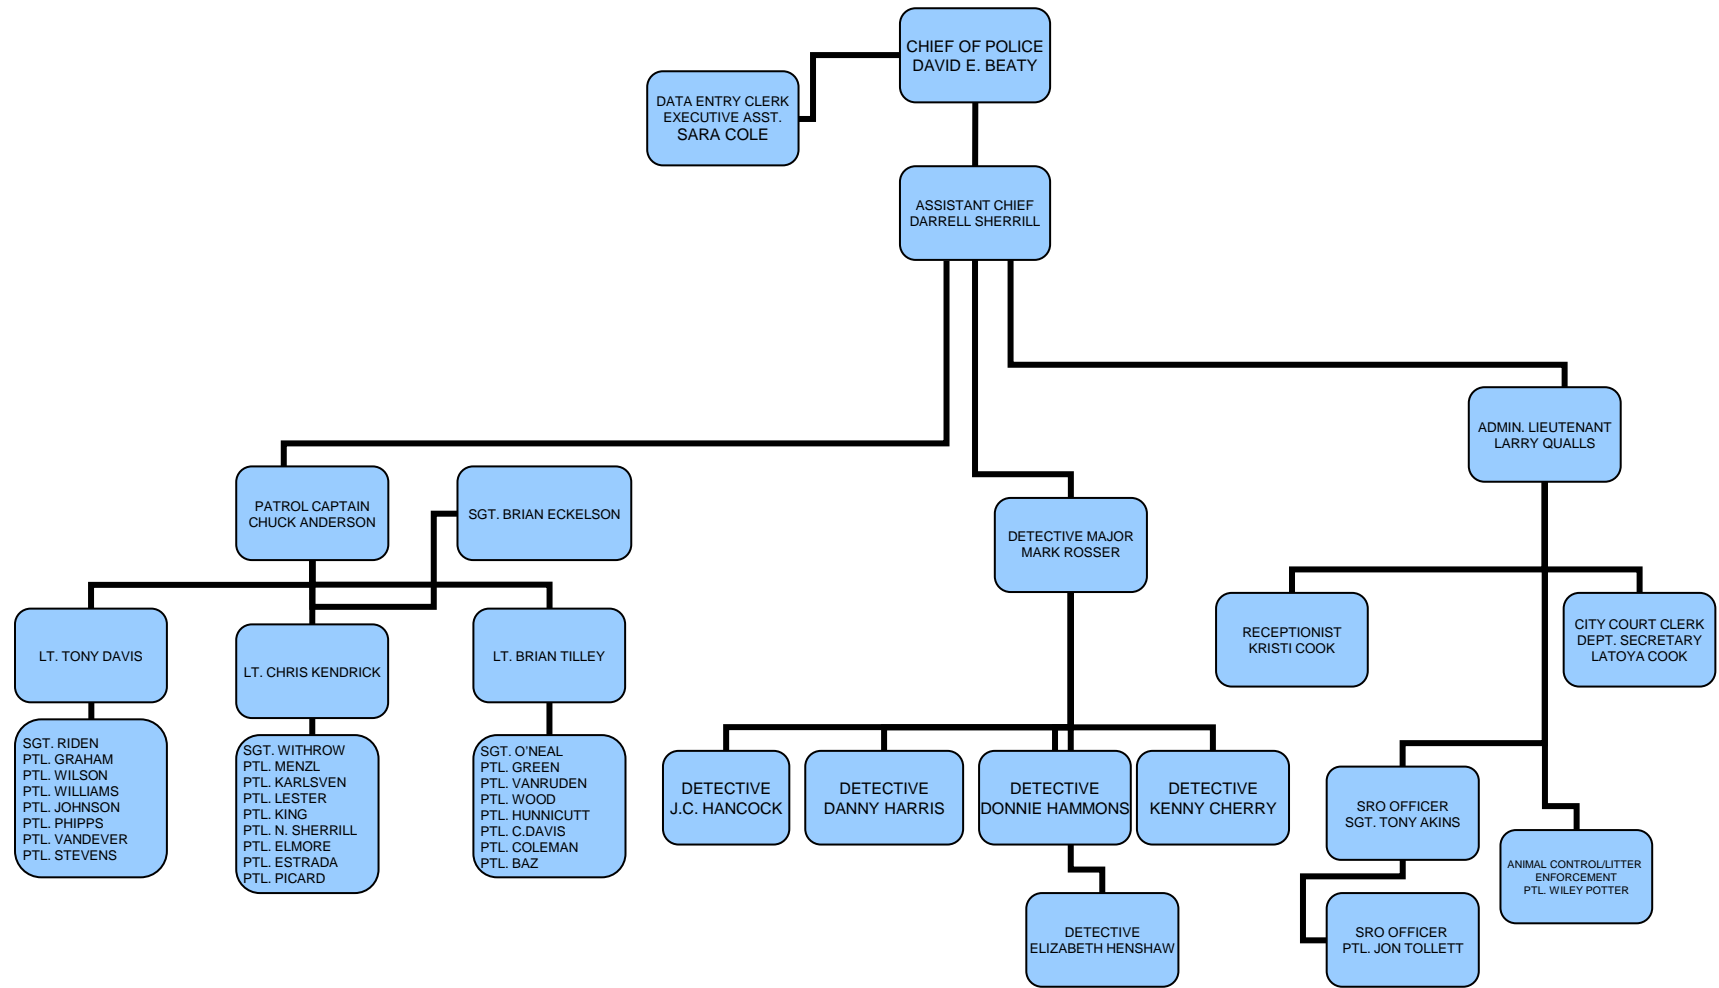 CHIEF OF POLICE
DAVID E. BEATY
DATA ENTRY CLERK
EXECUTIVE ASST.
SARA COLE
ASSISTANT CHIEF
DARRELL SHERRILL
ADMIN. LIEUTENANT
LARRY QUALLS
PATROL CAPTAIN
CHUCK ANDERSON
SGT. BRIAN ECKELSON
DETECTIVE MAJOR
MARK ROSSER
LT. TONY DAVIS
LT. CHRIS KENDRICK
LT. BRIAN TILLEY
RECEPTIONIST
KRISTI COOK
CITY COURT CLERK
DEPT. SECRETARY
LATOYA COOK
SGT. RIDEN
PTL. GRAHAM
PTL. WILSON
PTL. WILLIAMS
PTL. JOHNSON
PTL. PHIPPS
PTL. VANDEVER
PTL. STEVENS
SGT. WITHROW
PTL. MENZL
PTL. KARLSVEN
PTL. LESTER
PTL. KING
PTL. N. SHERRILL
PTL. ELMORE
PTL. ESTRADA
PTL. PICARD
SGT. O'NEAL
PTL. GREEN
PTL. VANRUDEN
PTL. WOOD
PTL. HUNNICUTT
PTL. C.DAVIS
PTL. COLEMAN
PTL. BAZ
DETECTIVE
J.C. HANCOCK
DETECTIVE
DANNY HARRIS
DETECTIVE
DONNIE HAMMONS
DETECTIVE
KENNY CHERRY
SRO OFFICER
SGT. TONY AKINS
ANIMAL CONTROL/LITTER
ENFORCEMENT
PTL. WILEY POTTER
DETECTIVE
ELIZABETH HENSHAW
SRO OFFICER
PTL. JON TOLLETT